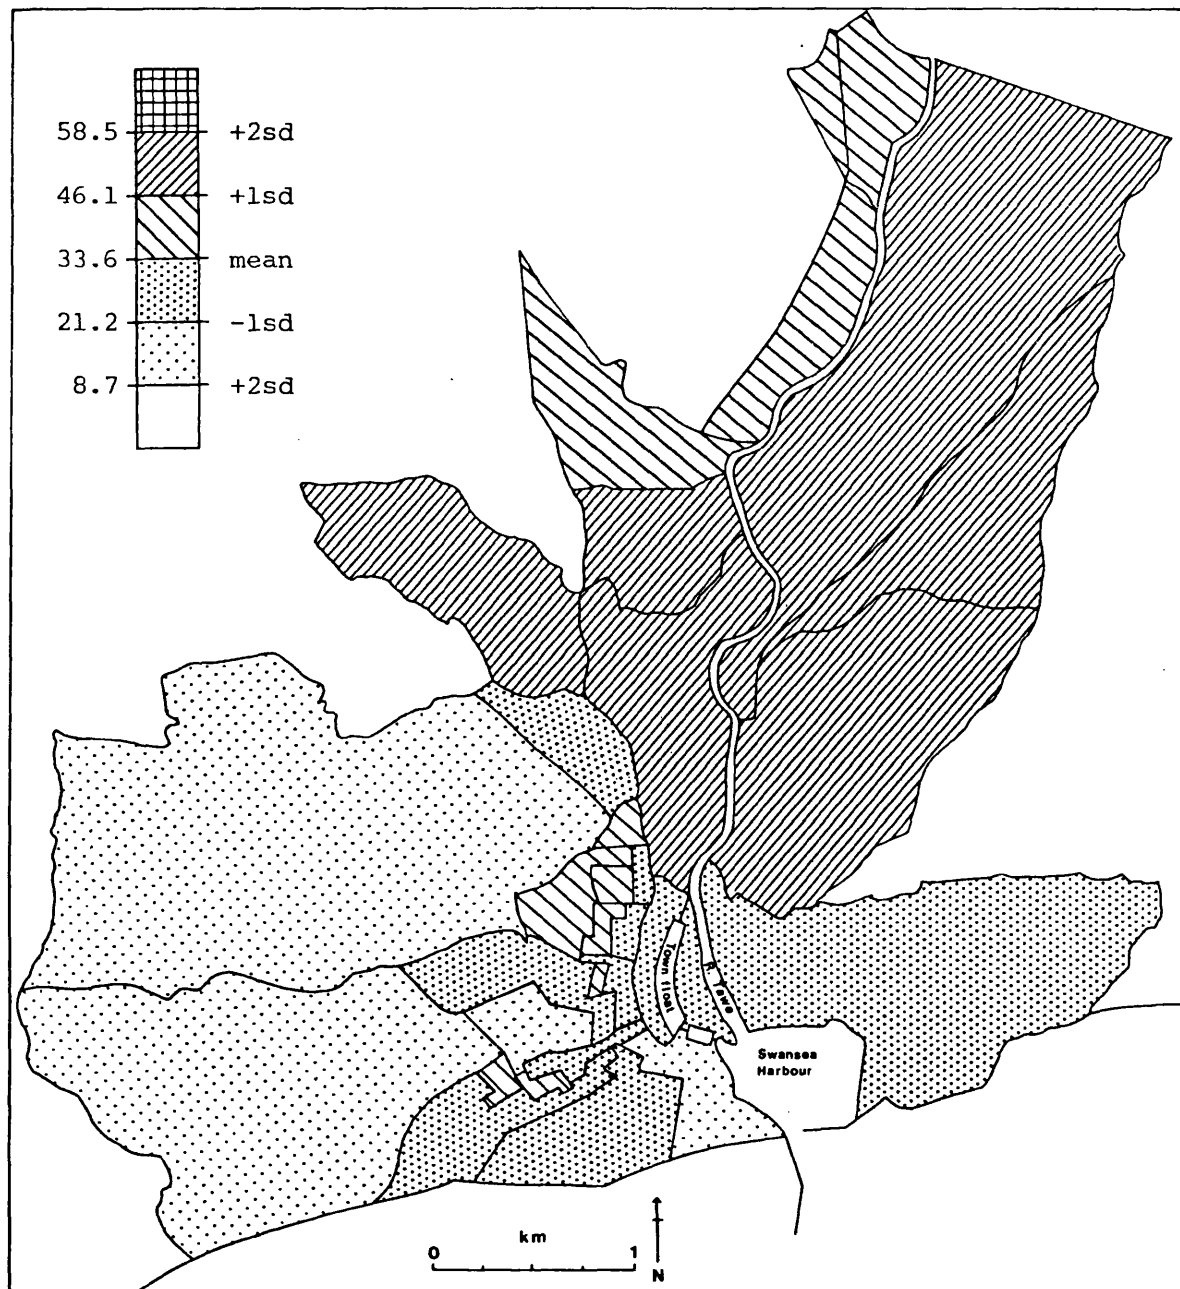 58.5 +2sd
46.1 +1sd
33.6 mean
21.2 -1sd
8.7 +2sd
Town Float
R. Tawe
Swansea
Harbour
km
0 1
N